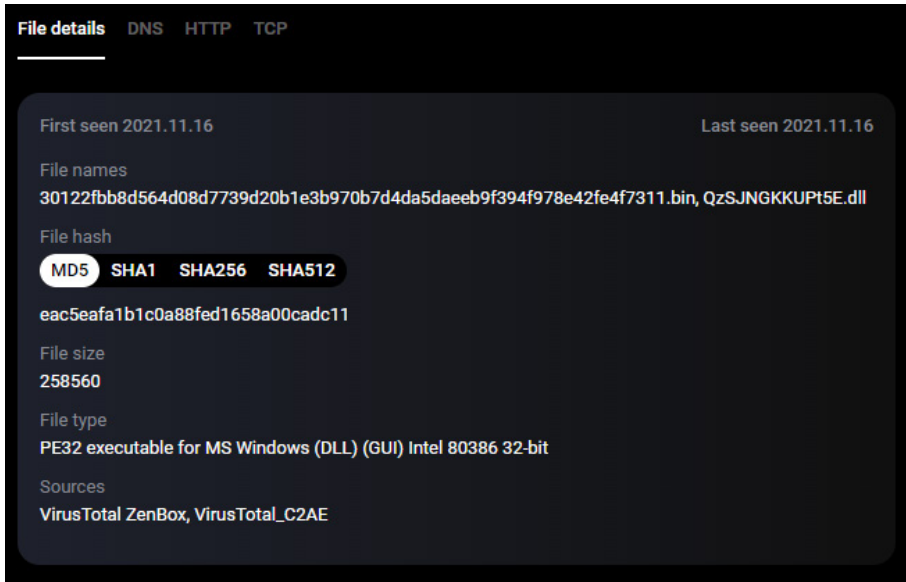 File details DNS HTTP TCP
First seen 2021.11.16 Last seen 2021.11.16
File names
30122fbb8d564d08d7739d20b1e3b970b7d4da5daeeb9f394f978e42fe4f7311.bin, QzSJNGKKUPt5E.dll
File hash
MD5 SHA1 SHA256 SHA512
eac5eafa1b1c0a88fed1658a00cadc11
File size
258560
File type
PE32 executable for MS Windows (DLL) (GUI) Intel 80386 32-bit
Sources
VirusTotal ZenBox, VirusTotal_C2AE